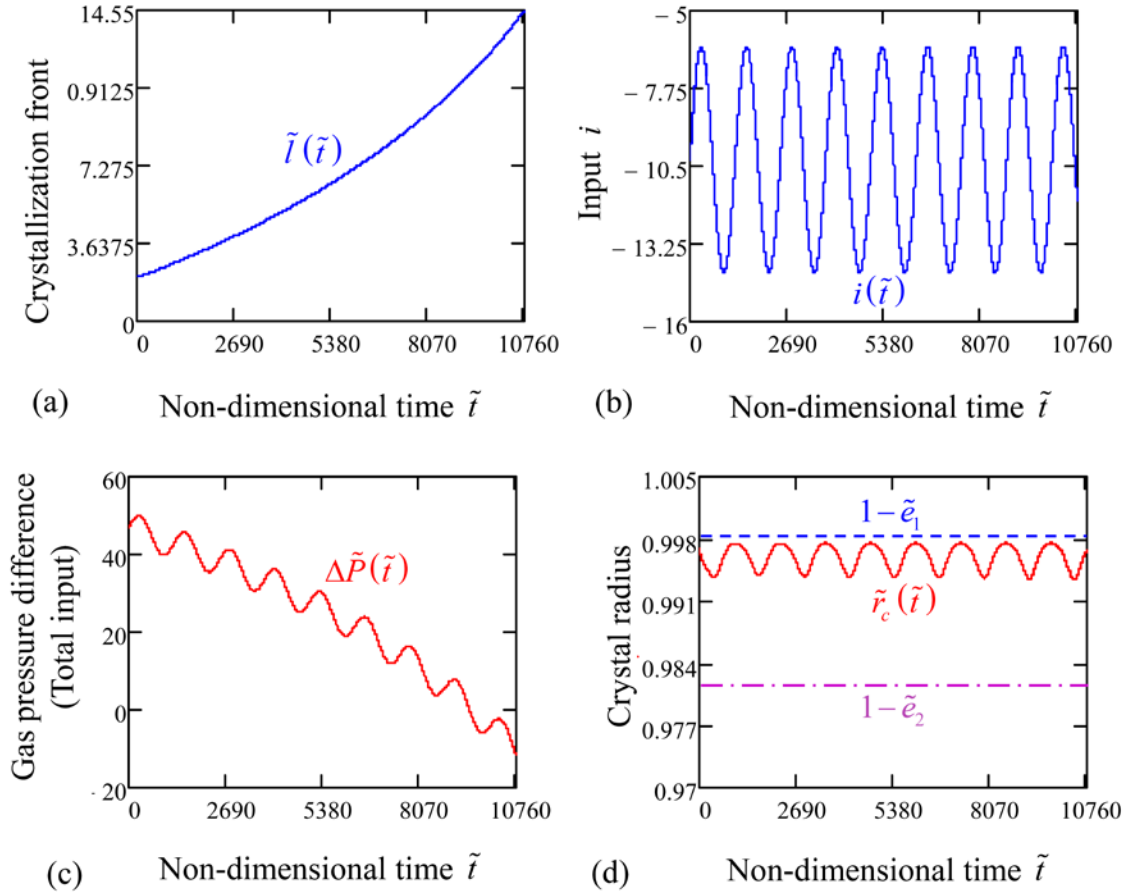 14.55
0.9125
7.275
3.6375
0
Crystallization front
l̃(t̃)
0 2690 5380 8070 10760
(a) Non-dimensional time t̃
−5
−7.75
−10.5
−13.25
−16
Input i
i(t̃)
0 2690 5380 8070 10760
(b) Non-dimensional time t̃
60
40
20
0
-20
Gas pressure difference
(Total input)
ΔP̃(t̃)
0 2690 5380 8070 10760
(c) Non-dimensional time t̃
1.005
0.998
0.991
0.984
0.977
0.97
Crystal radius
1−ẽ₁
r̃c(t̃)
1−ẽ₂
0 2690 5380 8070 10760
(d) Non-dimensional time t̃